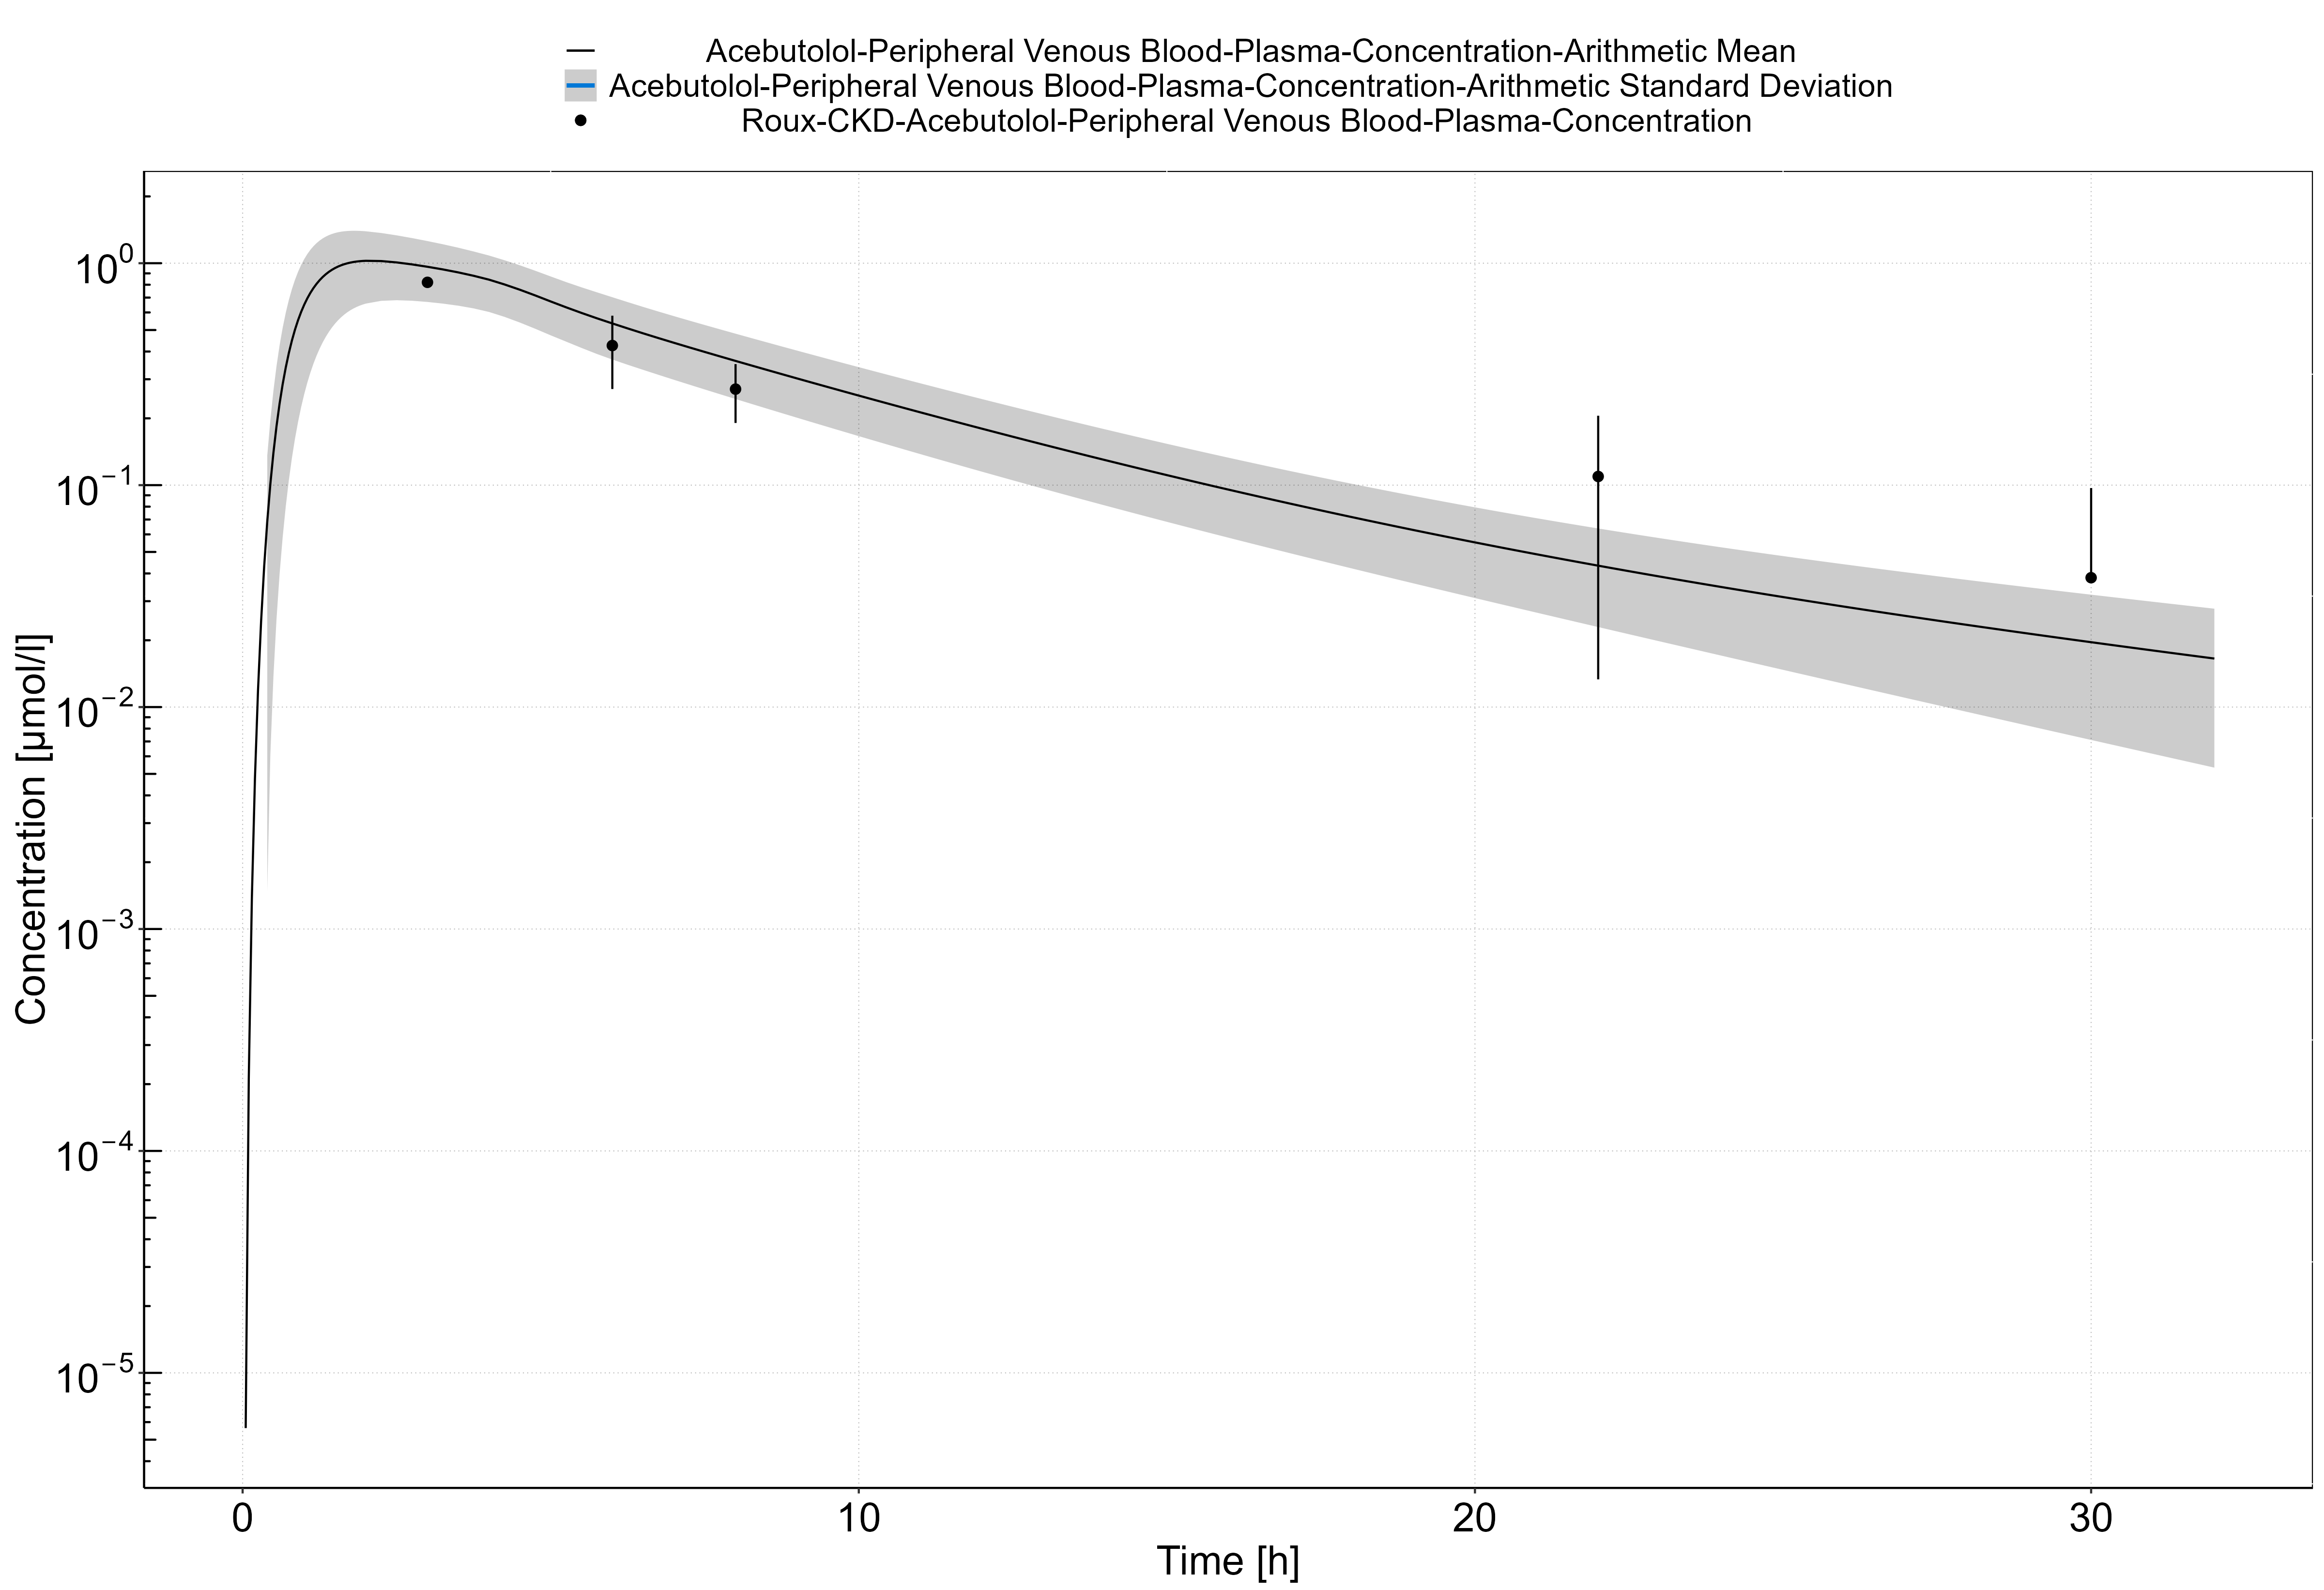 Acebutolol-Peripheral Venous Blood-Plasma-Concentration-Arithmetic Mean
Acebutolol-Peripheral Venous Blood-Plasma-Concentration-Arithmetic Standard Deviation
Roux-CKD-Acebutolol-Peripheral Venous Blood-Plasma-Concentration
10⁰
10⁻¹
10⁻²
10⁻³
10⁻⁴
10⁻⁵
Concentration [µmol/l]
0 10 20 30
Time [h]